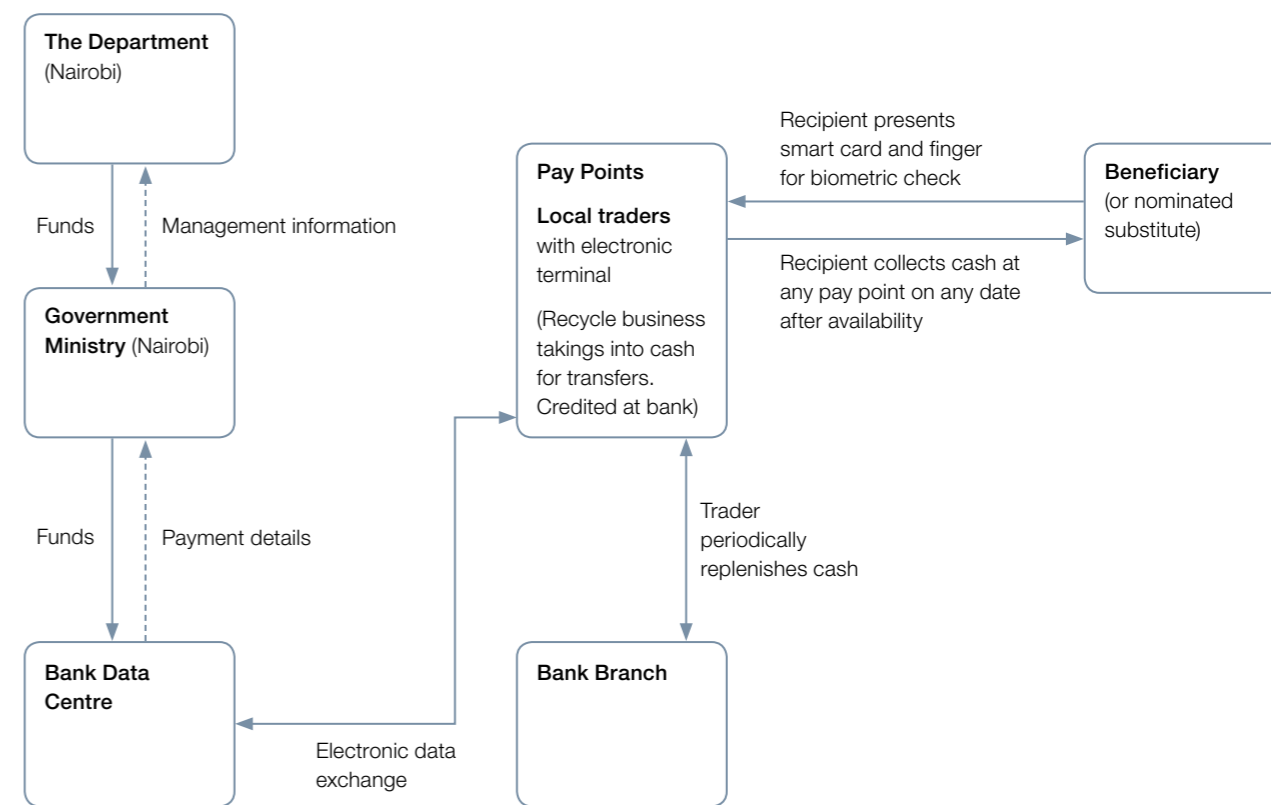 The Department
(Nairobi)
Funds
Management information
Government
Ministry (Nairobi)
Funds
Payment details
Bank Data
Centre
Electronic data
exchange
Pay Points
Local traders
with electronic
terminal
(Recycle business
takings into cash
for transfers.
Credited at bank)
Trader
periodically
replenishes cash
Bank Branch
Recipient presents
smart card and finger
for biometric check
Recipient collects cash at
any pay point on any date
after availability
Beneficiary
(or nominated
substitute)